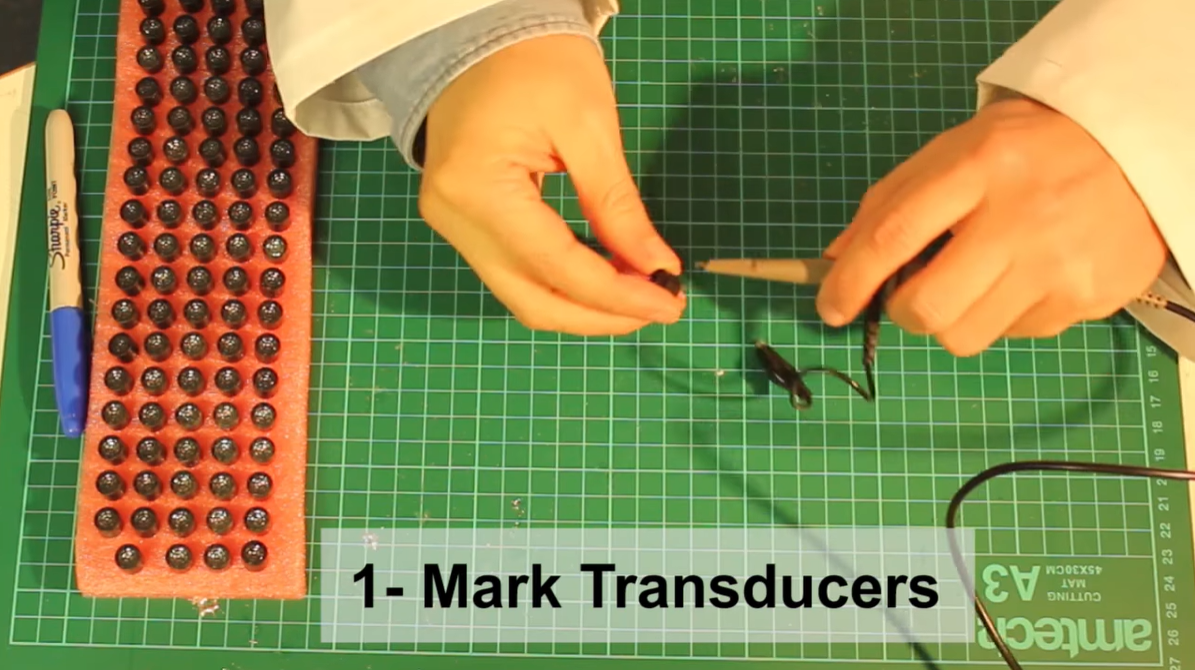 Sharpie
1- Mark Transducers
15
16
17
18
19
21
22
23
24
25
26
27
A3
CUTTING
MAT
45X30CM
amtech